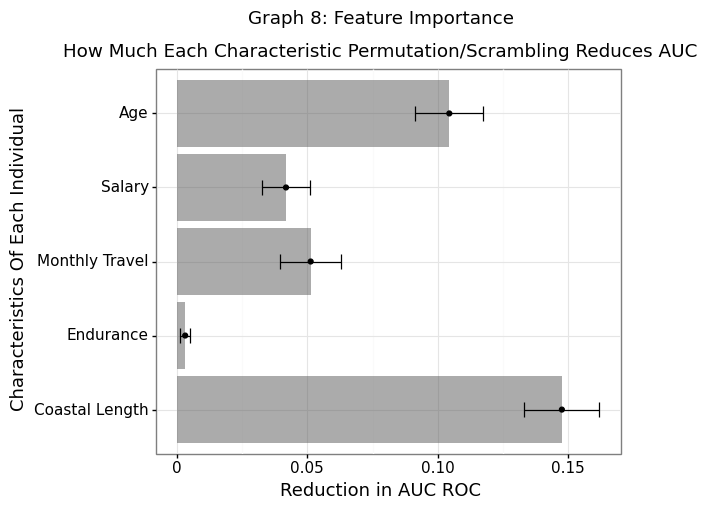 Graph 8: Feature Importance
How Much Each Characteristic Permutation/Scrambling Reduces AUC
Characteristics Of Each Individual
Age
Salary
Monthly Travel
Endurance
Coastal Length
0 0.05 0.10 0.15
Reduction in AUC ROC